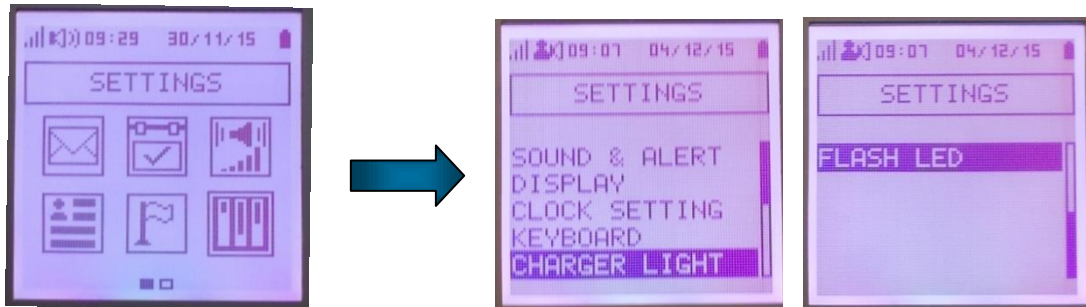 09:29 30/11/15
SETTINGS
09:07 04/12/15
SETTINGS
SOUND & ALERT
DISPLAY
CLOCK SETTING
KEYBOARD
CHARGER LIGHT
09:07 04/12/15
SETTINGS
FLASH LED